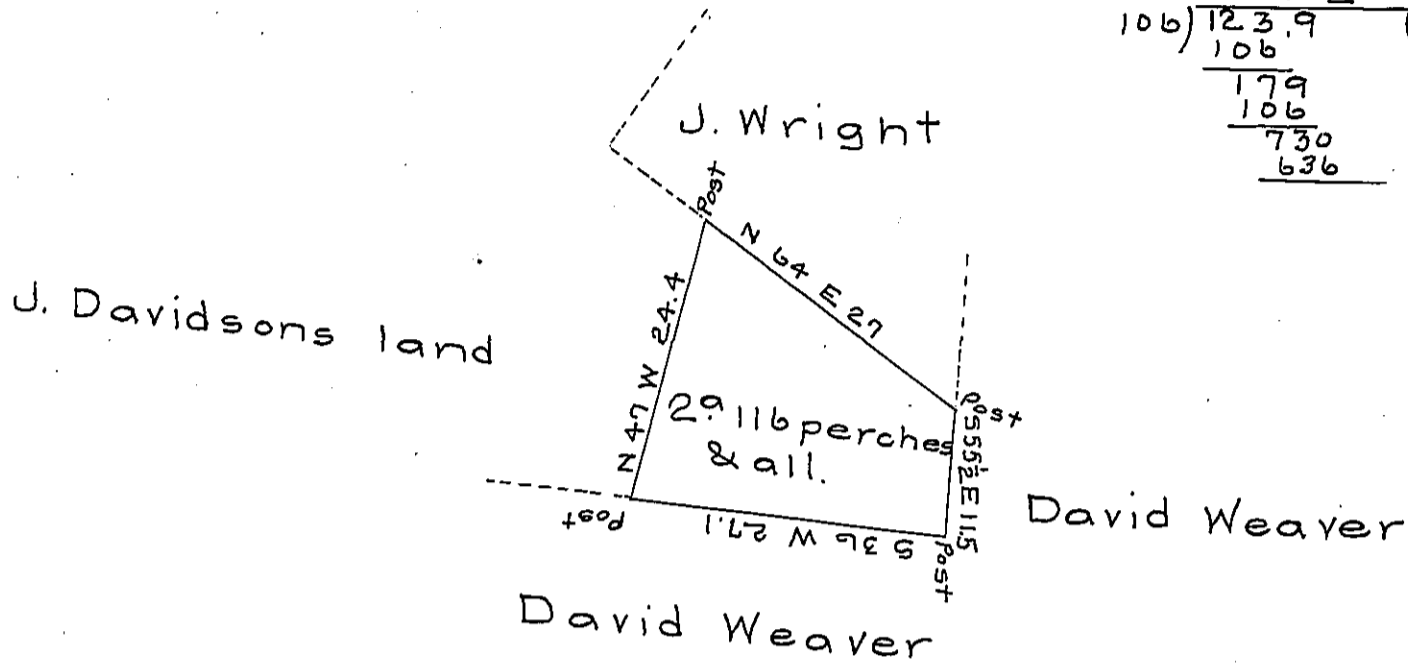 106) 123.9 (
106
179
106
730
636
J. Wright
Post
N 64 E 27
J. Davidsons land
N 47 W 24.4
2a 116 perches
& all.
Post
S 55½ E 11.5
Post
S 36 W 27.1
Post
David Weaver
David Weaver